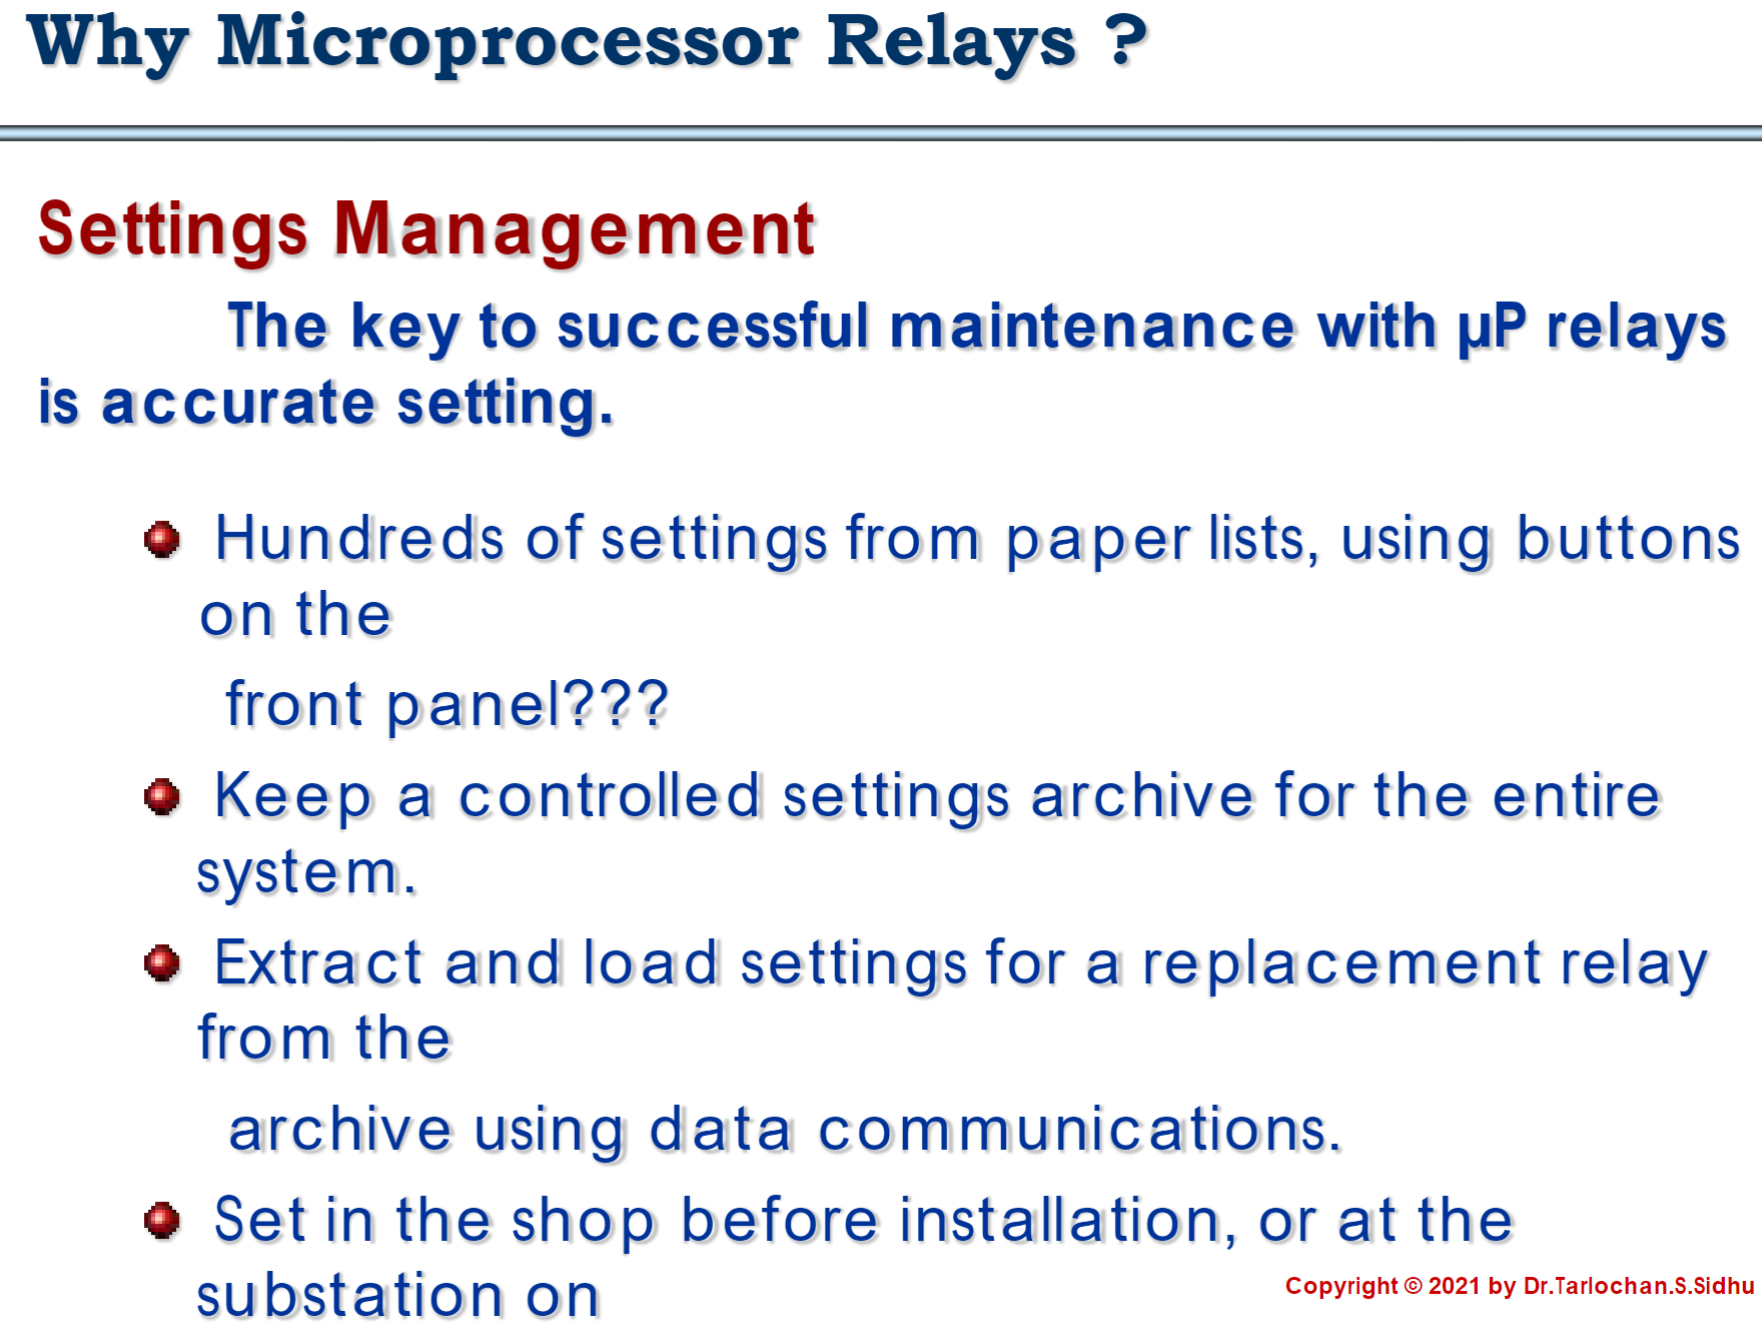 Why Microprocessor Relays ?
Settings Management
The key to successful maintenance with µP relays
is accurate setting.
Hundreds of settings from paper lists, using buttons
on the
front panel???
Keep a controlled settings archive for the entire
system.
Extract and load settings for a replacement relay
from the
archive using data communications.
Set in the shop before installation, or at the
substation on
Copyright © 2021 by Dr.Tarlochan.S.Sidhu